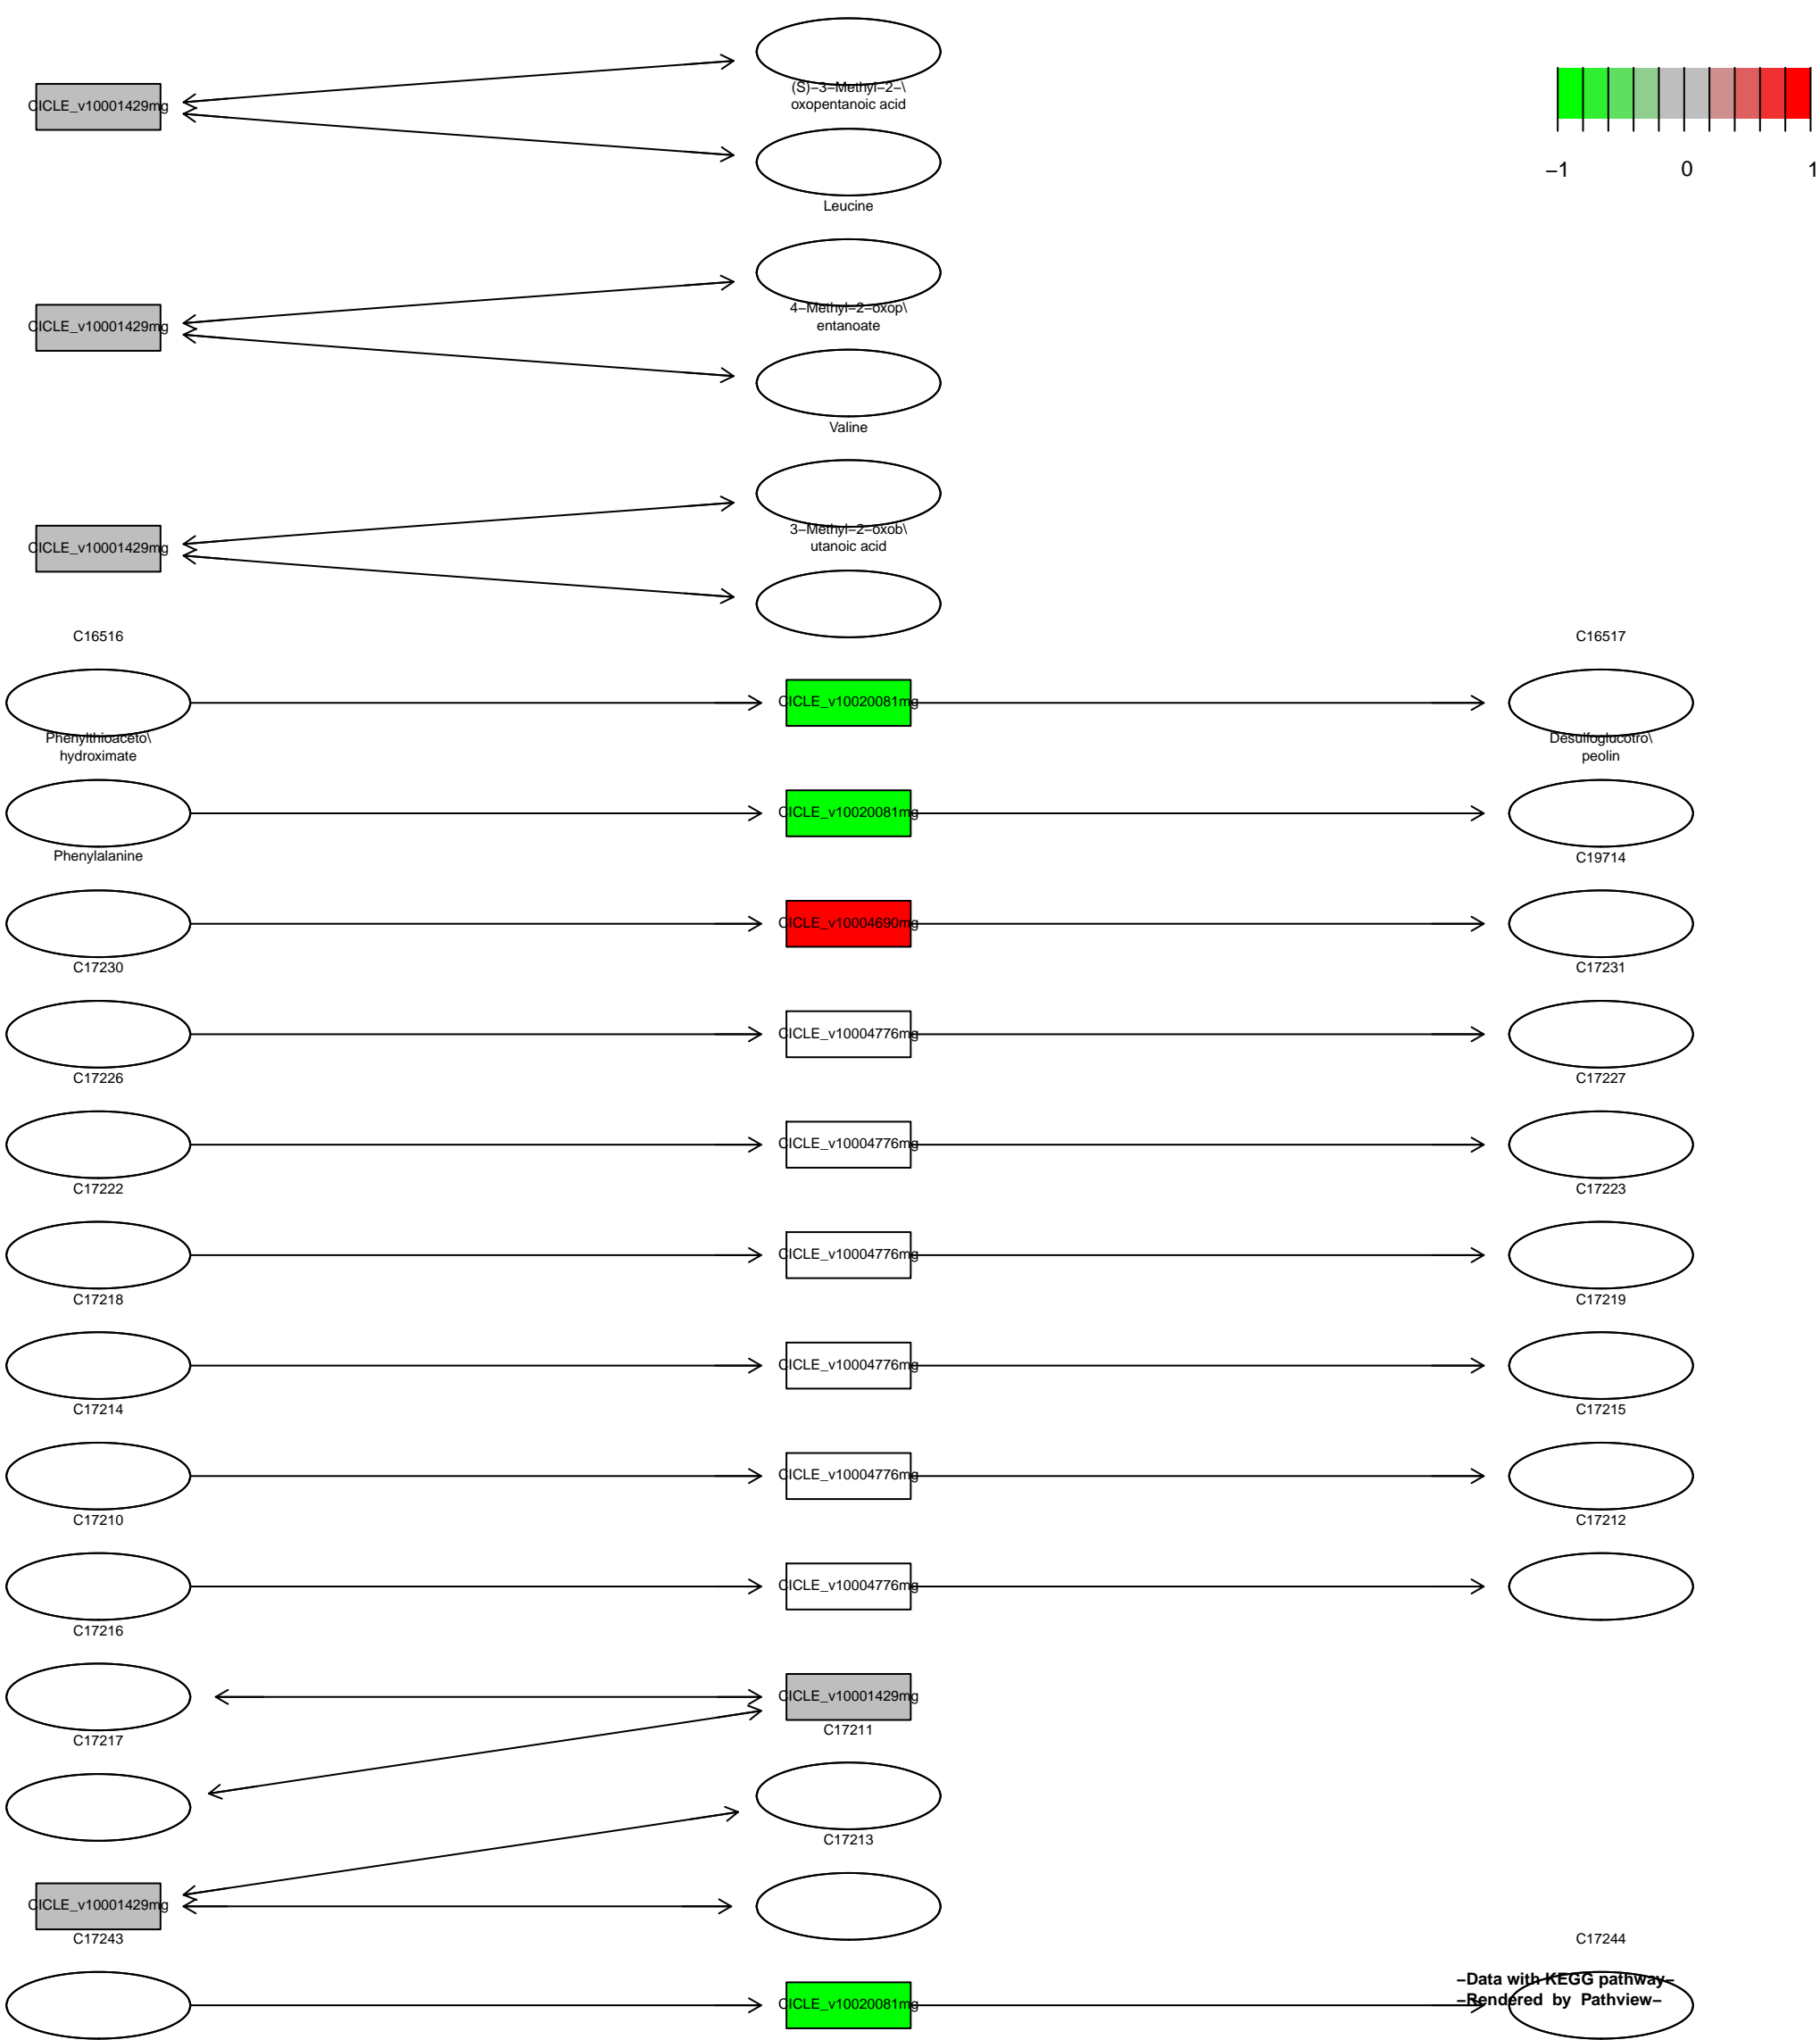 CICLE_v10001429mg
(S)−3−Methyl−2−\
oxopentanoic acid
−1 0 1
Leucine
CICLE_v10001429mg
4−Methyl−2−oxop\
entanoate
Valine
CICLE_v10001429mg
3−Methyl−2−oxob\
utanoic acid
C16516 C16517
CICLE_v10020081mg
Phenylthioaceto\
hydroximate
Desulfoglucotro\
peolin
CICLE_v10020081mg
Phenylalanine C19714
CICLE_v10004690mg
C17230 C17231
CICLE_v10004776mg
C17226 C17227
CICLE_v10004776mg
C17222 C17223
CICLE_v10004776mg
C17218 C17219
CICLE_v10004776mg
C17214 C17215
CICLE_v10004776mg
C17210 C17212
CICLE_v10004776mg
C17216
CICLE_v10001429mg
C17217 C17211
C17213
CICLE_v10001429mg
C17243 C17244
−Data with KEGG pathway−
−Rendered by Pathview−
CICLE_v10020081mg